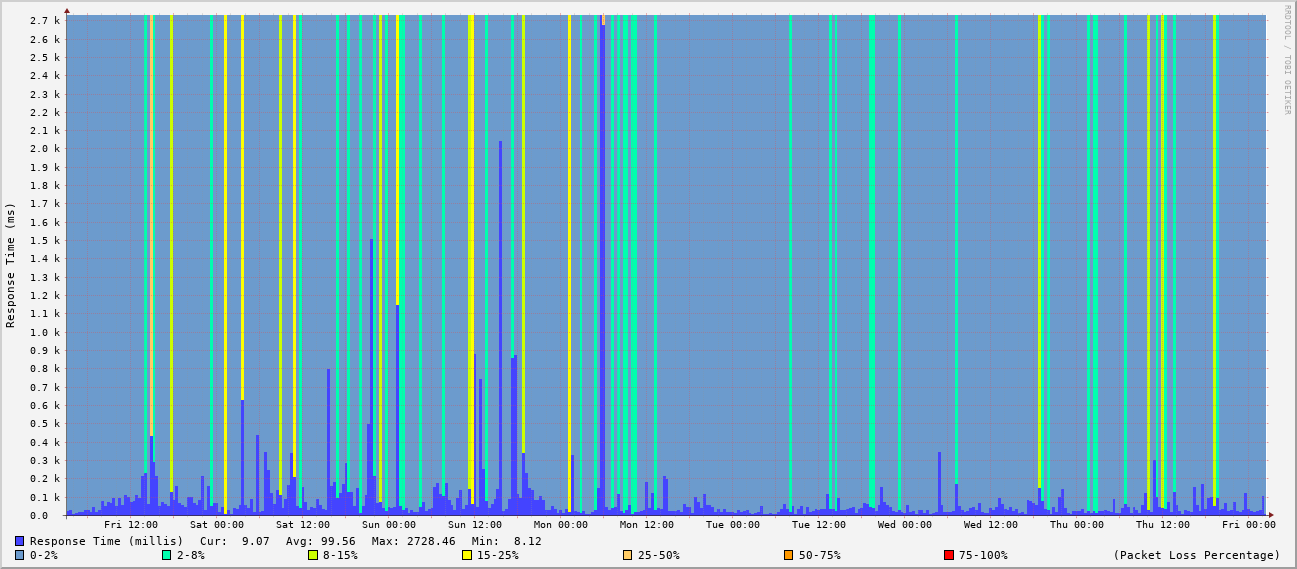 RRDTOOL / TOBI OETIKER
Response Time (ms)
2.7 k
2.6 k
2.5 k
2.4 k
2.3 k
2.2 k
2.1 k
2.0 k
1.9 k
1.8 k
1.7 k
1.6 k
1.5 k
1.4 k
1.3 k
1.2 k
1.1 k
1.0 k
0.9 k
0.8 k
0.7 k
0.6 k
0.5 k
0.4 k
0.3 k
0.2 k
0.1 k
0.0
Fri 12:00 Sat 00:00 Sat 12:00 Sun 00:00 Sun 12:00 Mon 00:00 Mon 12:00 Tue 00:00 Tue 12:00 Wed 00:00 Wed 12:00 Thu 00:00 Thu 12:00 Fri 00:00
Response Time (millis) Cur: 9.07 Avg: 99.56 Max: 2728.46 Min: 8.12
0-2% 2-8% 8-15% 15-25% 25-50% 50-75% 75-100% (Packet Loss Percentage)